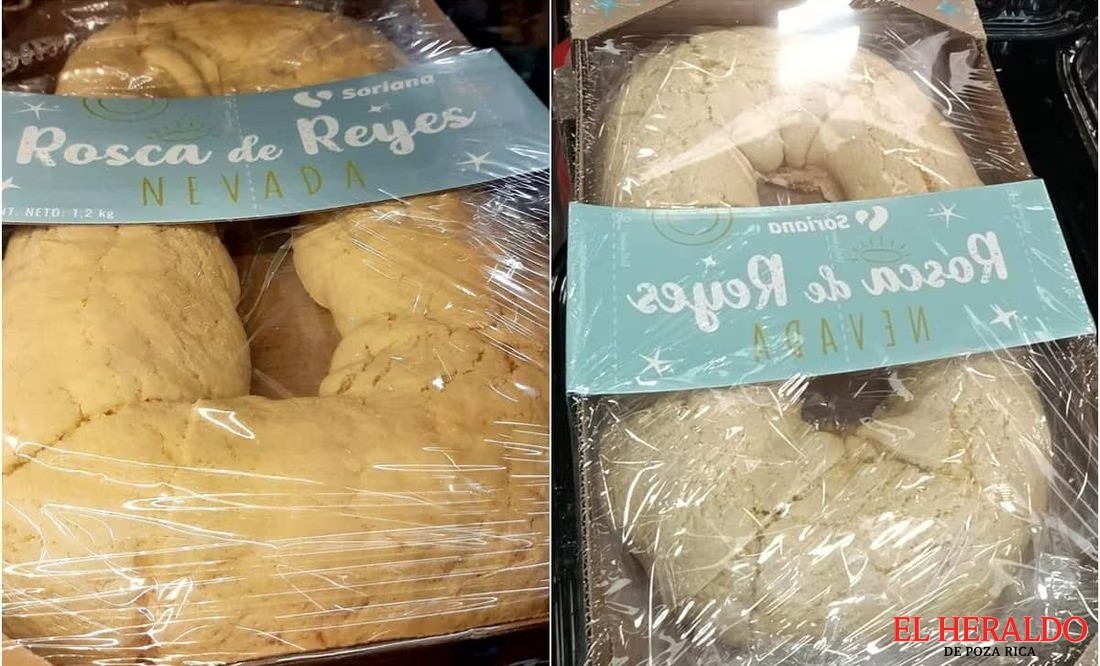 Soriana
Rosca de Reyes
NEVADA
NT. NETO: 1,2 kg
Soriana
Rosca de Reyes
NEVADA
EL HERALDO
DE POZA RICA